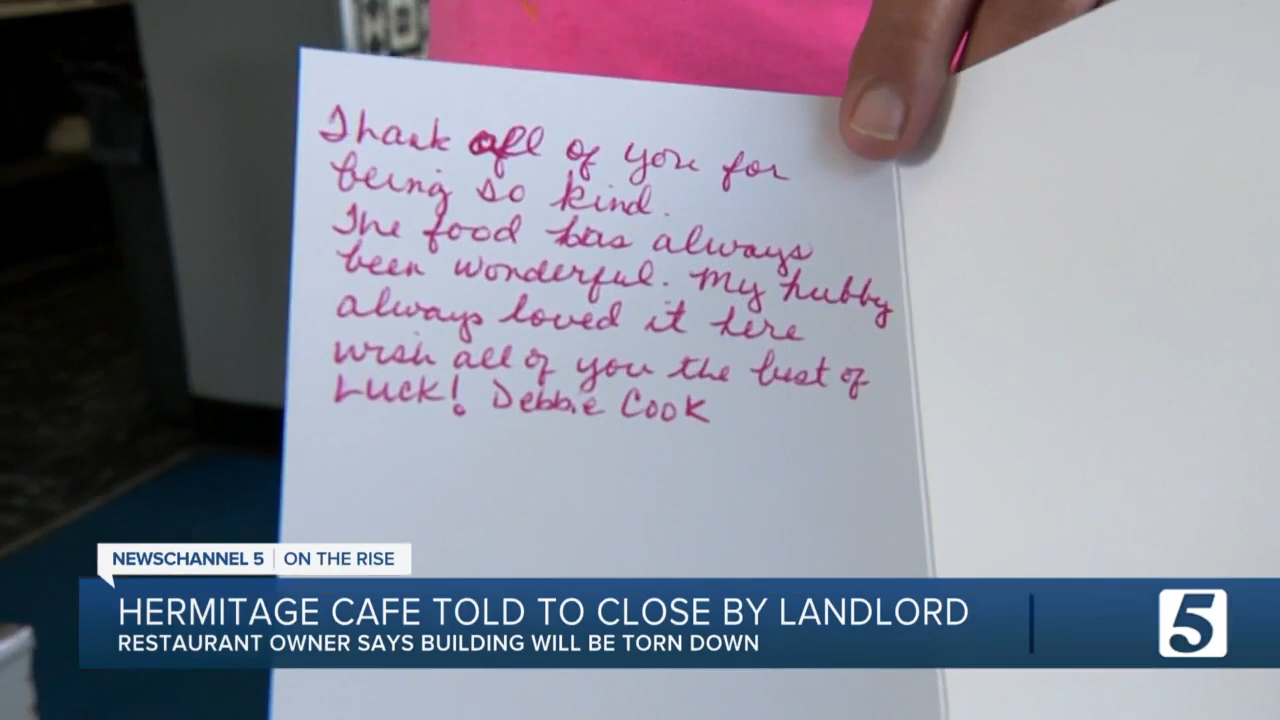 Thank all of you for
being so kind.
The food has always
been wonderful. My hubby
always loved it here
wish all of you the best of
Luck! Debbie Cook
NEWSCHANNEL 5 | ON THE RISE
HERMITAGE CAFE TOLD TO CLOSE BY LANDLORD
RESTAURANT OWNER SAYS BUILDING WILL BE TORN DOWN
5